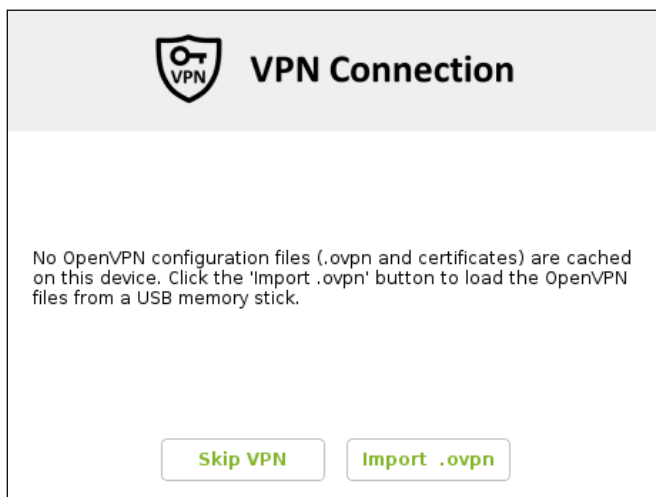 VPN
VPN Connection
No OpenVPN configuration files (.ovpn and certificates) are cached
on this device. Click the 'Import .ovpn' button to load the OpenVPN
files from a USB memory stick.
Skip VPN
Import .ovpn